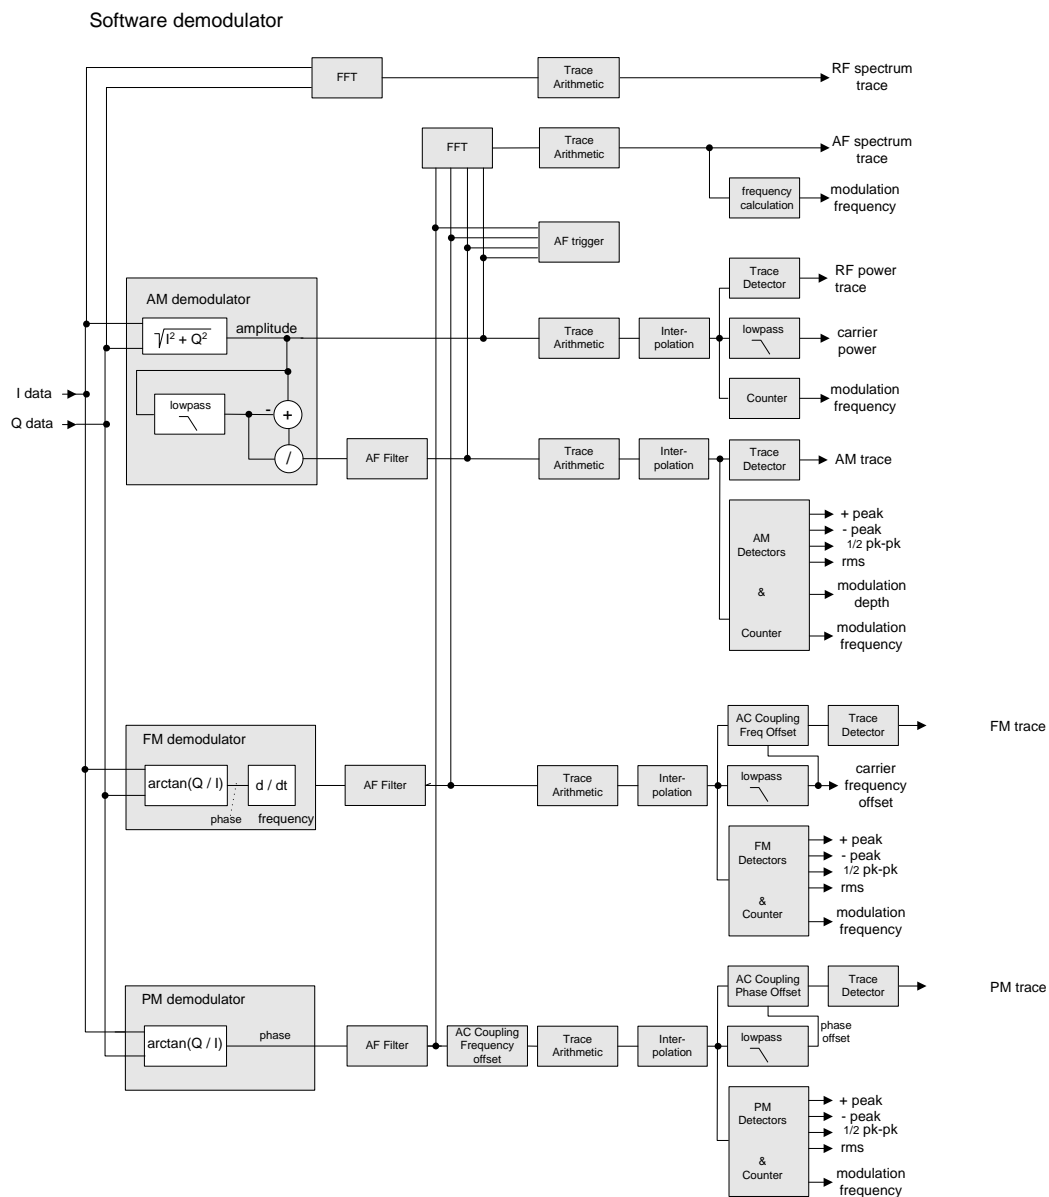 Software demodulator
FFT
Trace
Arithmetic
RF spectrum
trace
FFT
Trace
Arithmetic
AF spectrum
trace
frequency
calculation
modulation
frequency
AF trigger
AM demodulator
√I² + Q²
amplitude
lowpass
-
+
/
Trace
Arithmetic
Inter-
polation
Trace
Detector
RF power
trace
lowpass
carrier
power
Counter
modulation
frequency
I data
Q data
AF Filter
Trace
Arithmetic
Inter-
polation
Trace
Detector
AM trace
AM
Detectors
&
Counter
+ peak
- peak
1/2 pk-pk
rms
modulation
depth
modulation
frequency
FM demodulator
arctan(Q / I)
d / dt
phase
frequency
AF Filter
Trace
Arithmetic
Inter-
polation
AC Coupling
Freq Offset
Trace
Detector
FM trace
lowpass
carrier
frequency
offset
FM
Detectors
&
Counter
+ peak
- peak
1/2 pk-pk
rms
modulation
frequency
PM demodulator
arctan(Q / I)
phase
AF Filter
AC Coupling
Frequency
offset
Trace
Arithmetic
Inter-
polation
AC Coupling
Phase Offset
Trace
Detector
PM trace
lowpass
phase
offset
PM
Detectors
&
Counter
+ peak
- peak
1/2 pk-pk
rms
modulation
frequency